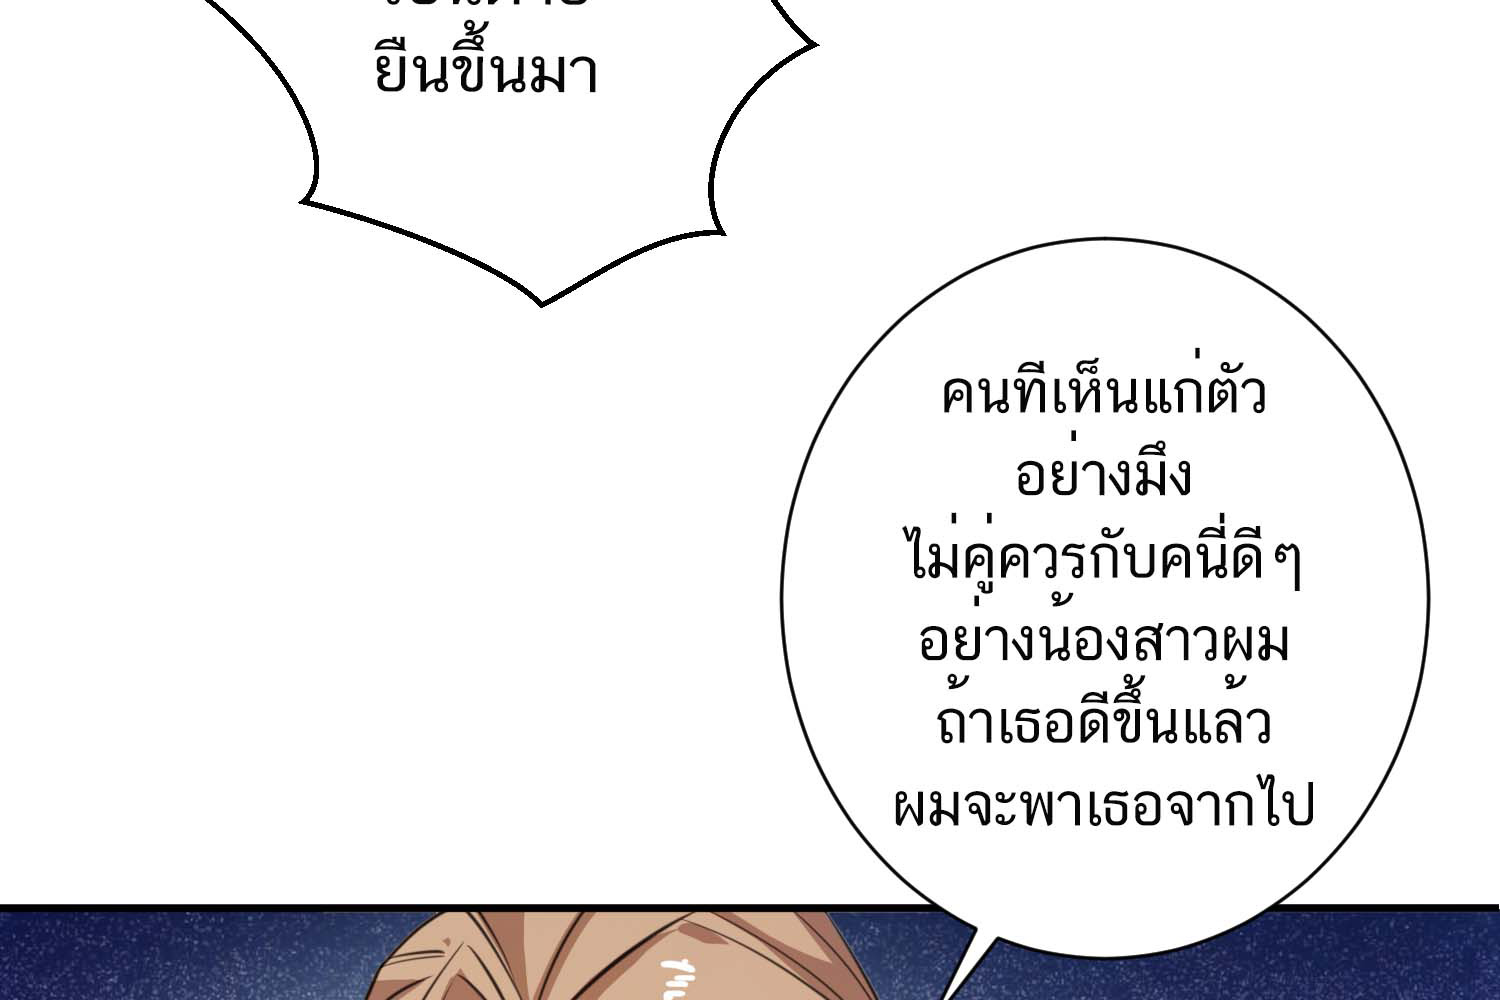 ยืนขึ้นมา
คนทีเห็นแก่ตัว
อย่างมึง
ไม่คู่ควรกับคนี่ดีๆ
อย่างน้องสาวผม
ถ้าเธอดีขึ้นแล้ว
ผมจะพาเธอจากไป